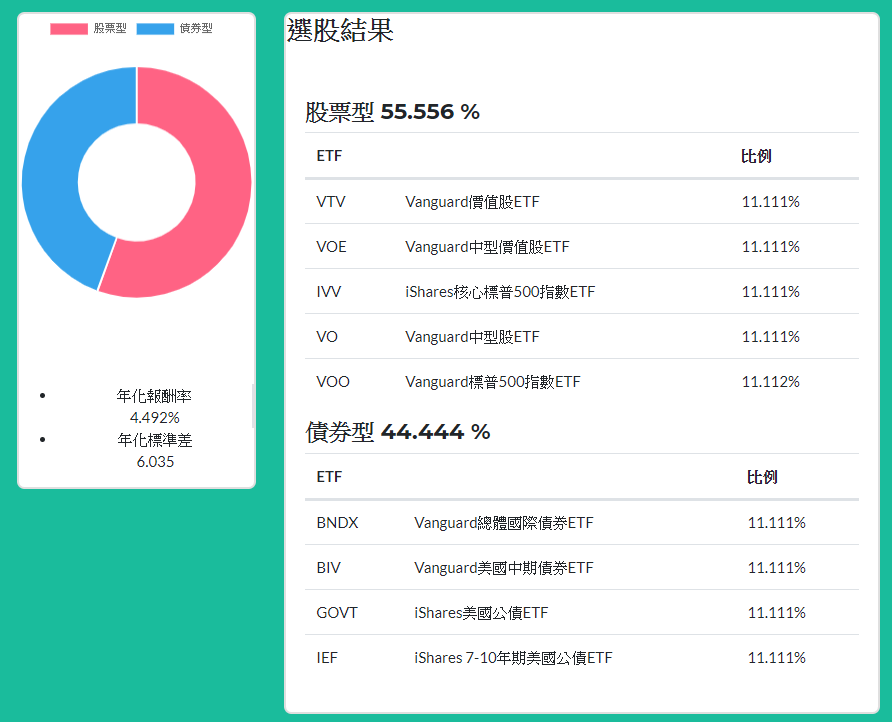 股票型 債券型
年化報酬率
4.492%
年化標準差
6.035
選股結果
股票型 55.556 %
ETF 比例
VTV Vanguard價值股ETF 11.111%
VOE Vanguard中型價值股ETF 11.111%
IVV iShares核心標普500指數ETF 11.111%
VO Vanguard中型股ETF 11.111%
VOO Vanguard標普500指數ETF 11.112%
債券型 44.444 %
ETF 比例
BNDX Vanguard總體國際債券ETF 11.111%
BIV Vanguard美國中期債券ETF 11.111%
GOVT iShares美國公債ETF 11.111%
IEF iShares 7-10年期美國公債ETF 11.111%